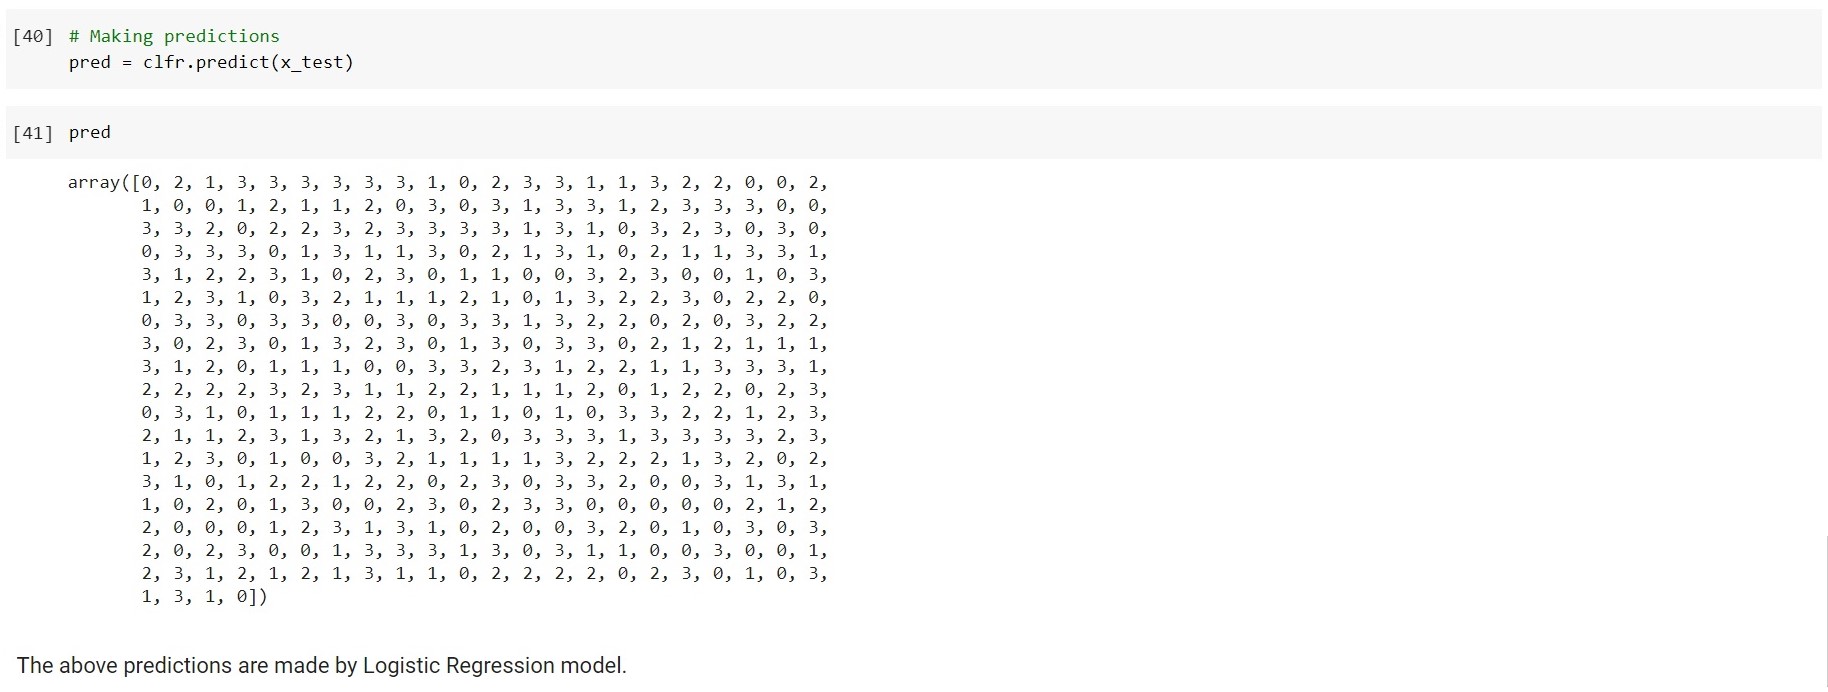 [40] # Making predictions
pred = clfr.predict(x_test)
[41] pred
array([0, 2, 1, 3, 3, 3, 3, 3, 3, 1, 0, 2, 3, 3, 1, 1, 3, 2, 2, 0, 0, 2,
1, 0, 0, 1, 2, 1, 1, 2, 0, 3, 0, 3, 1, 3, 3, 1, 2, 3, 3, 3, 0, 0,
3, 3, 2, 0, 2, 2, 3, 2, 3, 3, 3, 3, 1, 3, 1, 0, 3, 2, 3, 0, 3, 0,
0, 3, 3, 3, 0, 1, 3, 1, 1, 3, 0, 2, 1, 3, 1, 0, 2, 1, 1, 3, 3, 1,
3, 1, 2, 2, 3, 1, 0, 2, 3, 0, 1, 1, 0, 0, 3, 2, 3, 0, 0, 1, 0, 3,
1, 2, 3, 1, 0, 3, 2, 1, 1, 1, 2, 1, 0, 1, 3, 2, 2, 3, 0, 2, 2, 0,
0, 3, 3, 0, 3, 3, 0, 0, 3, 0, 3, 3, 1, 3, 2, 2, 0, 2, 0, 3, 2, 2,
3, 0, 2, 3, 0, 1, 3, 2, 3, 0, 1, 3, 0, 3, 3, 0, 2, 1, 2, 1, 1, 1,
3, 1, 2, 0, 1, 1, 1, 0, 0, 3, 3, 2, 3, 1, 2, 2, 1, 1, 3, 3, 3, 1,
2, 2, 2, 2, 3, 2, 3, 1, 1, 2, 2, 1, 1, 1, 2, 0, 1, 2, 2, 0, 2, 3,
0, 3, 1, 0, 1, 1, 1, 2, 2, 0, 1, 1, 0, 1, 0, 3, 3, 2, 2, 1, 2, 3,
2, 1, 1, 2, 3, 1, 3, 2, 1, 3, 2, 0, 3, 3, 3, 1, 3, 3, 3, 3, 2, 3,
1, 2, 3, 0, 1, 0, 0, 3, 2, 1, 1, 1, 1, 3, 2, 2, 2, 1, 3, 2, 0, 2,
3, 1, 0, 1, 2, 2, 1, 2, 2, 0, 2, 3, 0, 3, 3, 2, 0, 0, 3, 1, 3, 1,
1, 0, 2, 0, 1, 3, 0, 0, 2, 3, 0, 2, 3, 3, 0, 0, 0, 0, 0, 2, 1, 2,
2, 0, 0, 0, 1, 2, 3, 1, 3, 1, 0, 2, 0, 0, 3, 2, 0, 1, 0, 3, 0, 3,
2, 0, 2, 3, 0, 0, 1, 3, 3, 3, 1, 3, 0, 3, 1, 1, 0, 0, 3, 0, 0, 1,
2, 3, 1, 2, 1, 2, 1, 3, 1, 1, 0, 2, 2, 2, 2, 0, 2, 3, 0, 1, 0, 3,
1, 3, 1, 0])
The above predictions are made by Logistic Regression model.